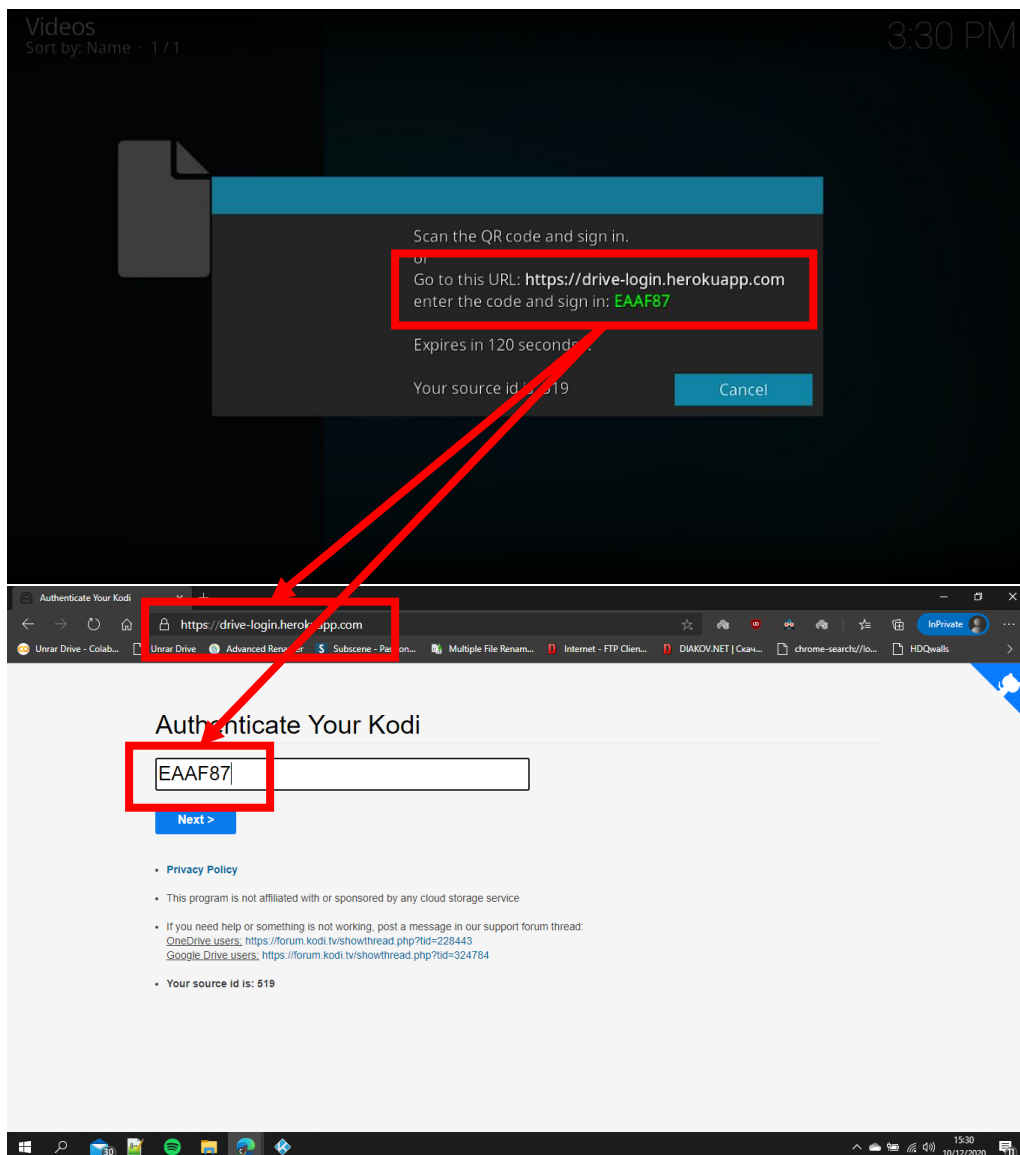 Videos
Sort by: Name · 1 / 1
3:30 PM
Scan the QR code and sign in.
or
Go to this URL: https://drive-login.herokuapp.com
enter the code and sign in: EAAF87
Expires in 120 seconds
Your source id is: 519
Cancel
Authenticate Your Kodi
https://drive-login.herokuapp.com
InPrivate
Unrar Drive - Colab...
Unrar Drive
Advanced Renamer
Subscene - Passion...
Multiple File Renam...
Internet - FTP Clien...
DIAKOV.NET | Скач...
chrome-search://lo...
HDQwalls
Authenticate Your Kodi
EAAF87
Next >
• Privacy Policy
• This program is not affiliated with or sponsored by any cloud storage service
• If you need help or something is not working, post a message in our support forum thread:
OneDrive users: https://forum.kodi.tv/showthread.php?tid=228443
Google Drive users: https://forum.kodi.tv/showthread.php?tid=324784
• Your source id is: 519
30
15:30
10/12/2020